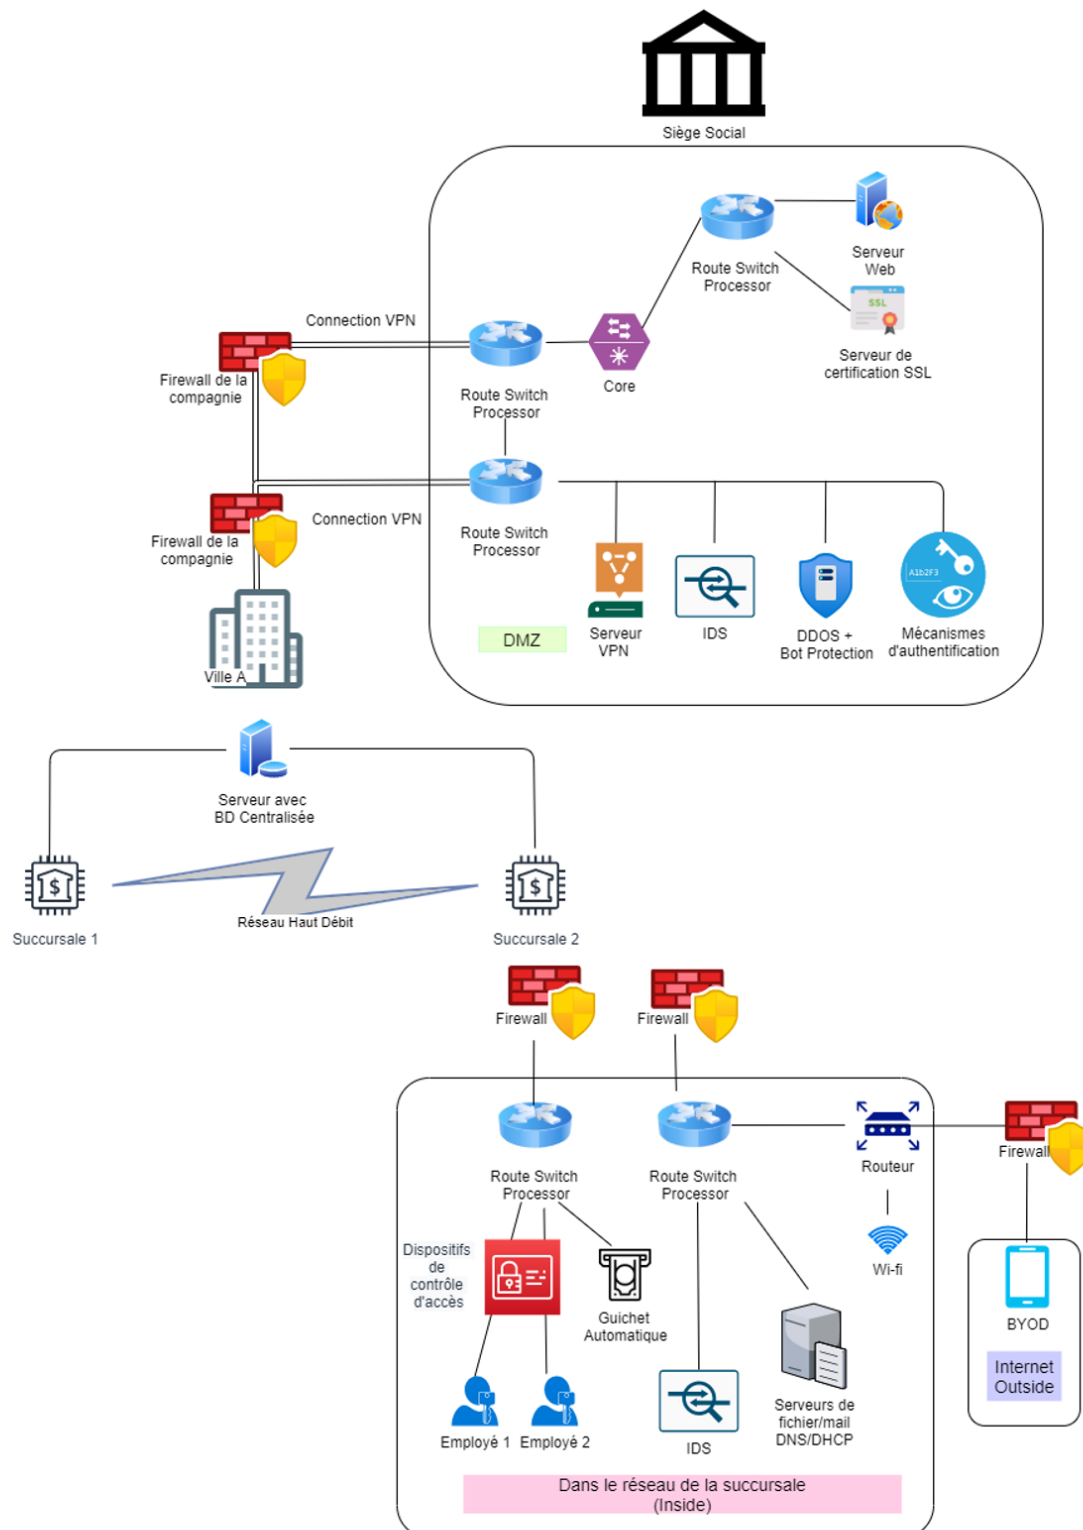 Siège Social
Serveur
Web
Route Switch
Processor
SSL
Serveur de
certification SSL
Connection VPN
Firewall de la
compagnie
Core
Route Switch
Processor
Connection VPN
Firewall de la
compagnie
Route Switch
Processor
A1b2F3
DMZ
Serveur
VPN
IDS
DDOS +
Bot Protection
Mécanismes
d'authentification
Ville A
Serveur avec
BD Centralisée
$
$
Réseau Haut Débit
Succursale 1
Succursale 2
Firewall
Firewall
Firewall
Route Switch
Processor
Route Switch
Processor
Routeur
Dispositifs
de
contrôle
d'accès
Wi-fi
Guichet
Automatique
BYOD
Internet
Outside
Employé 1
Employé 2
IDS
Serveurs de
fichier/mail
DNS/DHCP
Dans le réseau de la succursale
(Inside)